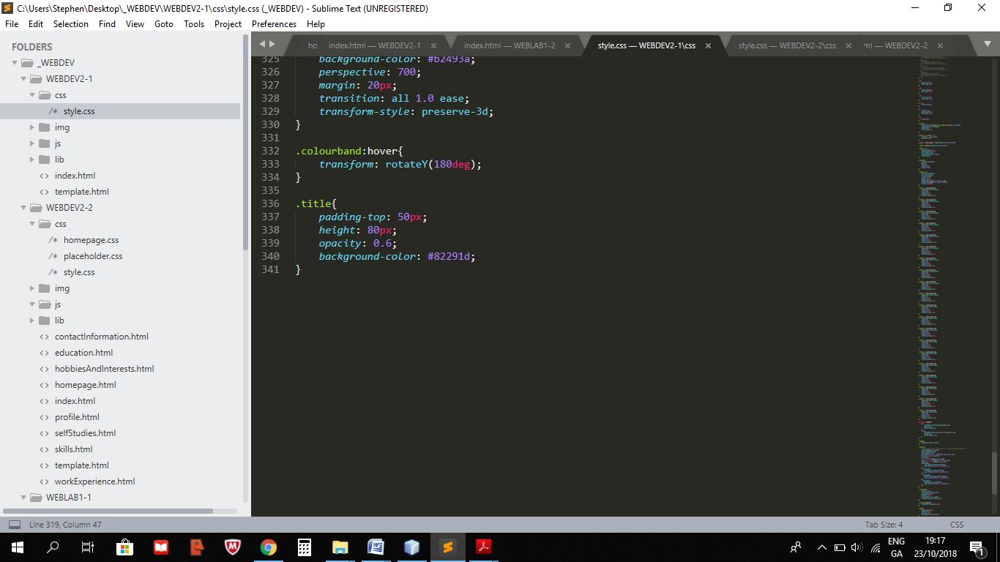 C:\Users\Stephen\Desktop\_WEBDEV\WEBDEV2-1\css\style.css (_WEBDEV) - Sublime Text (UNREGISTERED)
File Edit Selection Find View Goto Tools Project Preferences Help
FOLDERS
_WEBDEV
WEBDEV2-1
css
/* style.css
img
js
lib
<> index.html
<> template.html
WEBDEV2-2
css
/* homepage.css
/* placeholder.css
/* style.css
img
js
lib
<> contactInformation.html
<> education.html
<> hobbiesAndInterests.html
<> homepage.html
<> index.html
<> profile.html
<> selfStudies.html
<> skills.html
<> template.html
<> workExperience.html
WEBLAB1-1
ho index.html — WEBDEV2-1 × index.html — WEBLAB1-2 × style.css — WEBDEV2-1\css × style.css — WEBDEV2-2\css × ml — WEBDEV2-2 ×
325 background-color: #b2493a;
326 perspective: 700;
327 margin: 20px;
328 transition: all 1.0 ease;
329 transform-style: preserve-3d;
330 }
331
332 .colourband:hover{
333 transform: rotateY(180deg);
334 }
335
336 .title{
337 padding-top: 50px;
338 height: 80px;
339 opacity: 0.6;
340 background-color: #82291d;
341 }
Line 319, Column 47 Tab Size: 4 CSS
ENG 19:17
GA 23/10/2018 1